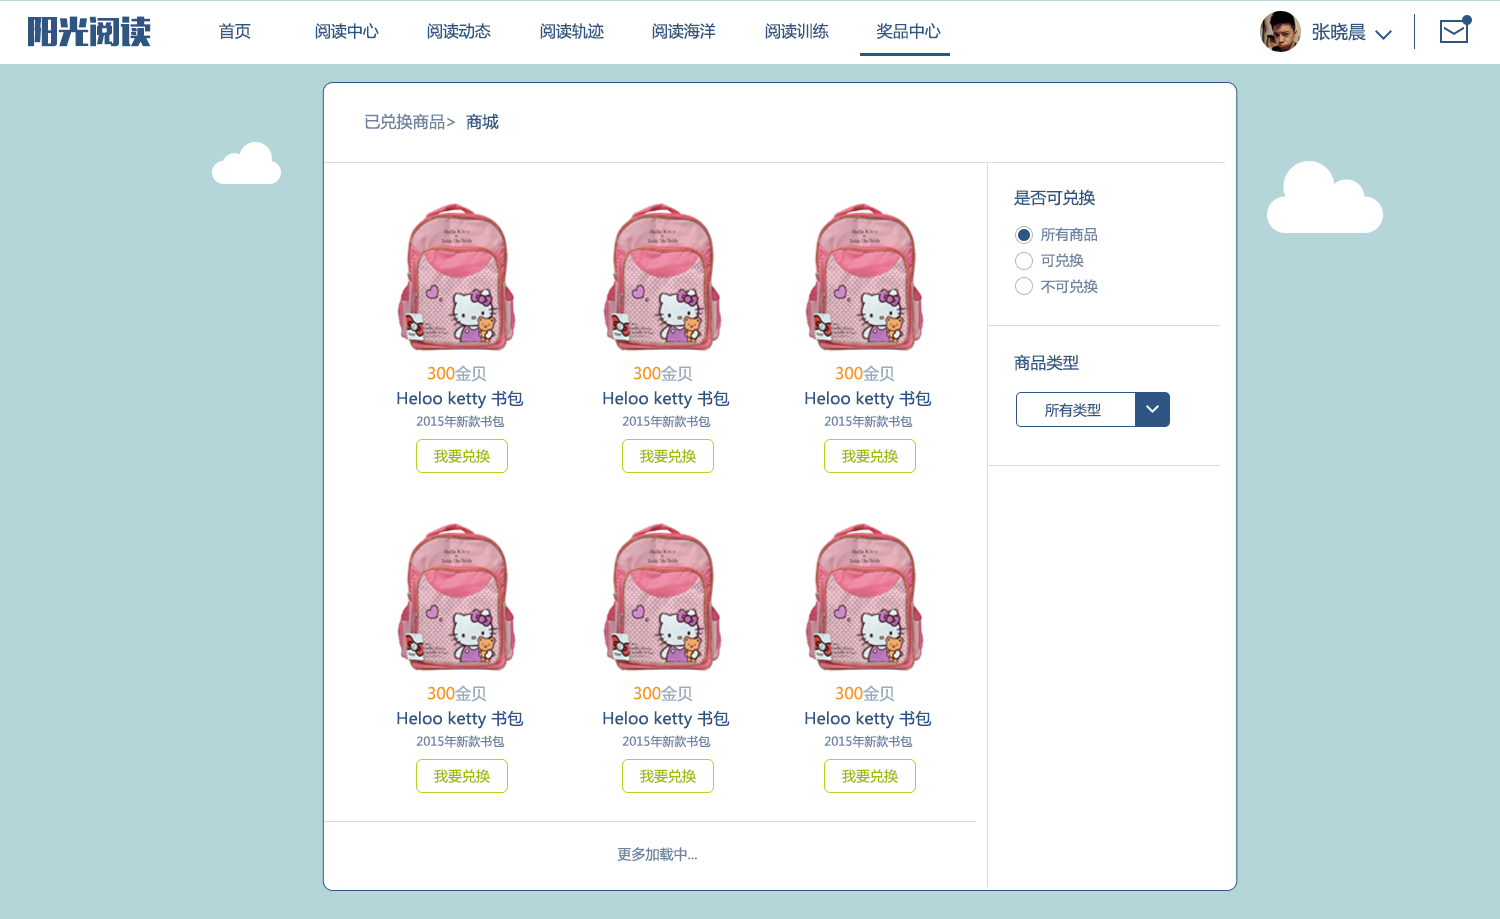 阳光阅读
首页 阅读中心 阅读动态 阅读轨迹 阅读海洋 阅读训练 奖品中心
张晓晨
已兑换商品> 商城
300金贝 300金贝 300金贝
Heloo ketty 书包 Heloo ketty 书包 Heloo ketty 书包
2015年新款书包 2015年新款书包 2015年新款书包
我要兑换 我要兑换 我要兑换
300金贝 300金贝 300金贝
Heloo ketty 书包 Heloo ketty 书包 Heloo ketty 书包
2015年新款书包 2015年新款书包 2015年新款书包
我要兑换 我要兑换 我要兑换
更多加载中...
是否可兑换
所有商品
可兑换
不可兑换
商品类型
所有类型